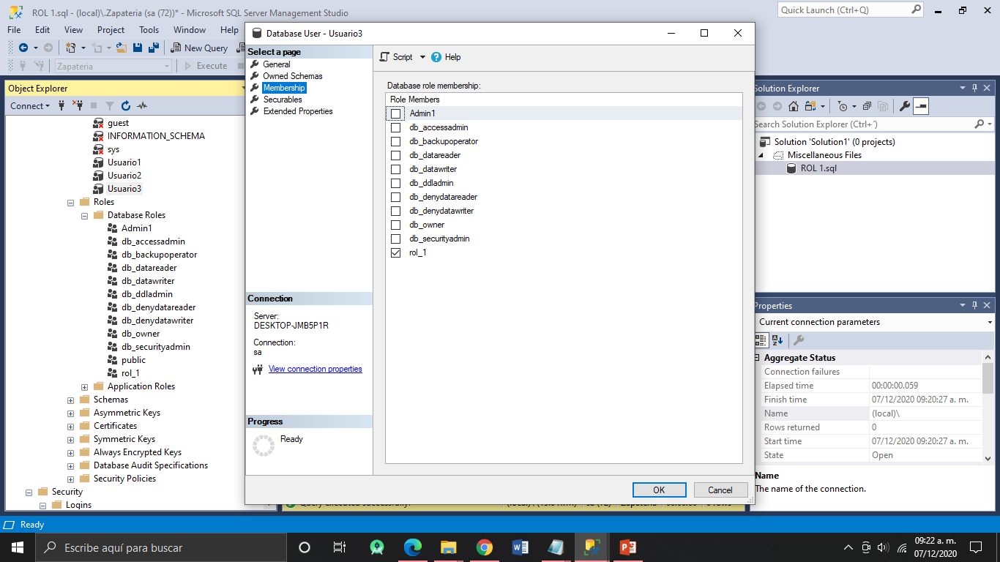 ROL 1.sql - (local)\.Zapateria (sa (72))* - Microsoft SQL Server Management Studio
Quick Launch (Ctrl+Q)
File Edit View Project Tools Window Help
New Query
Zapateria
Execute
Object Explorer
Connect
guest
INFORMATION_SCHEMA
sys
Usuario1
Usuario2
Usuario3
Roles
Database Roles
Admin1
db_accessadmin
db_backupoperator
db_datareader
db_datawriter
db_ddladmin
db_denydatareader
db_denydatawriter
db_owner
db_securityadmin
public
rol_1
Application Roles
Schemas
Asymmetric Keys
Certificates
Symmetric Keys
Always Encrypted Keys
Database Audit Specifications
Security Policies
Security
Logins
Database User - Usuario3
Select a page
General
Owned Schemas
Membership
Securables
Extended Properties
Connection
Server:
DESKTOP-JMB5P1R
Connection:
sa
View connection properties
Progress
Ready
Script
Help
Database role membership:
Role Members
Admin1
db_accessadmin
db_backupoperator
db_datareader
db_datawriter
db_ddladmin
db_denydatareader
db_denydatawriter
db_owner
db_securityadmin
rol_1
OK
Cancel
Query executed successfully.
Solution Explorer
Search Solution Explorer (Ctrl+´)
Solution 'Solution1' (0 projects)
Miscellaneous Files
ROL 1.sql
Properties
Current connection parameters
Aggregate Status
Connection failures
Elapsed time 00:00:00.059
Finish time 07/12/2020 09:20:27 a. m.
Name (local)\
Rows returned 0
Start time 07/12/2020 09:20:27 a. m.
State Open
Name
The name of the connection.
Ready
Escribe aquí para buscar
09:22 a. m.
07/12/2020